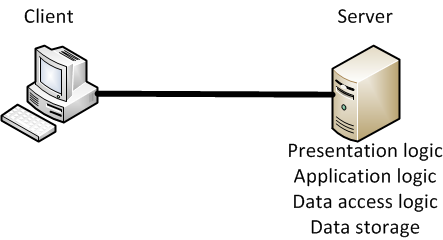 Client
Server
Presentation logic
Application logic
Data access logic
Data storage